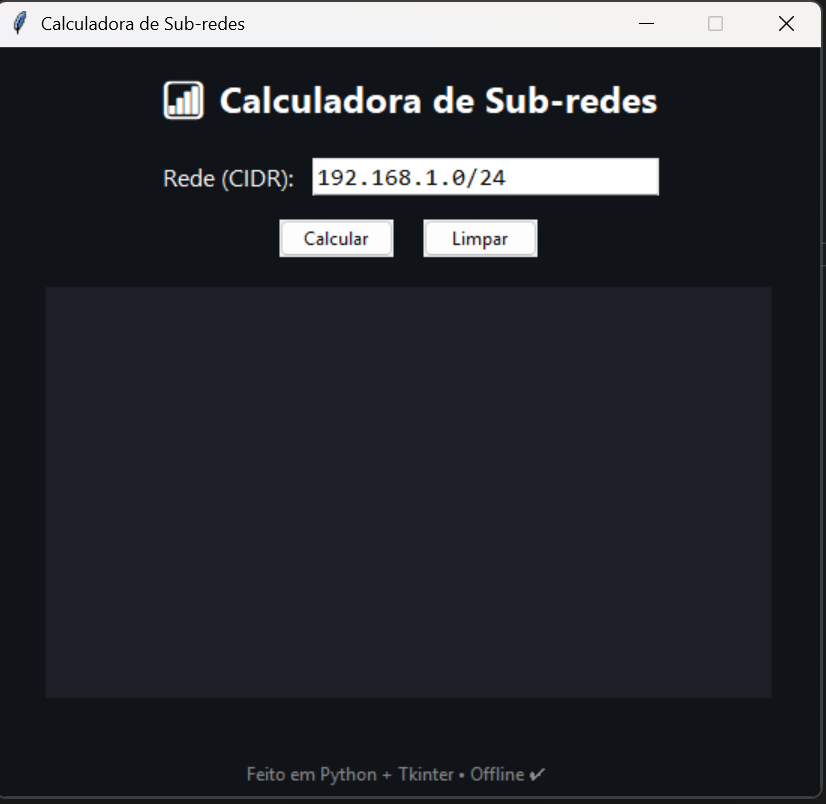 Calculadora de Sub-redes
📊 Calculadora de Sub-redes
Rede (CIDR): 192.168.1.0/24
Calcular Limpar
Feito em Python + Tkinter • Offline ✔